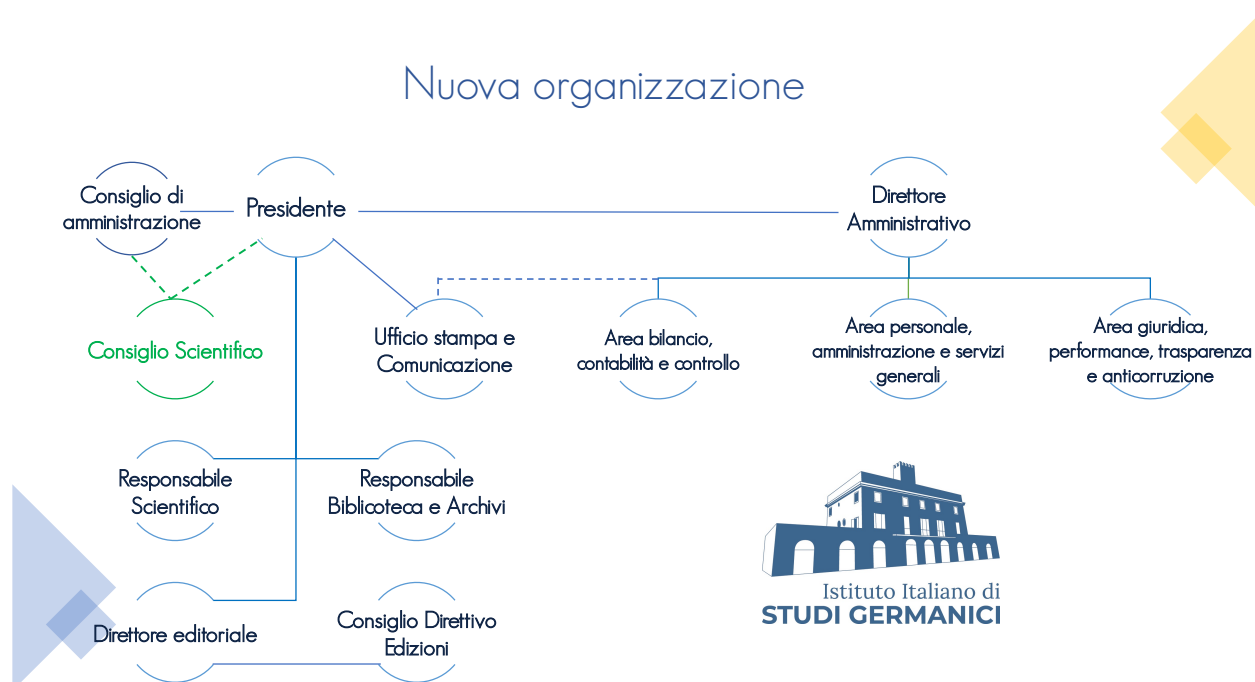 Nuova organizzazione
Consiglio di
amministrazione
Presidente
Direttore
Amministrativo
Consiglio Scientifico
Ufficio stampa e
Comunicazione
Area bilancio,
contabilità e controllo
Area personale,
amministrazione e servizi
generali
Area giuridica,
performance, trasparenza
e anticorruzione
Responsabile
Scientifico
Responsabile
Biblioteca e Archivi
Direttore editoriale
Consiglio Direttivo
Edizioni
Istituto Italiano di
STUDI GERMANICI